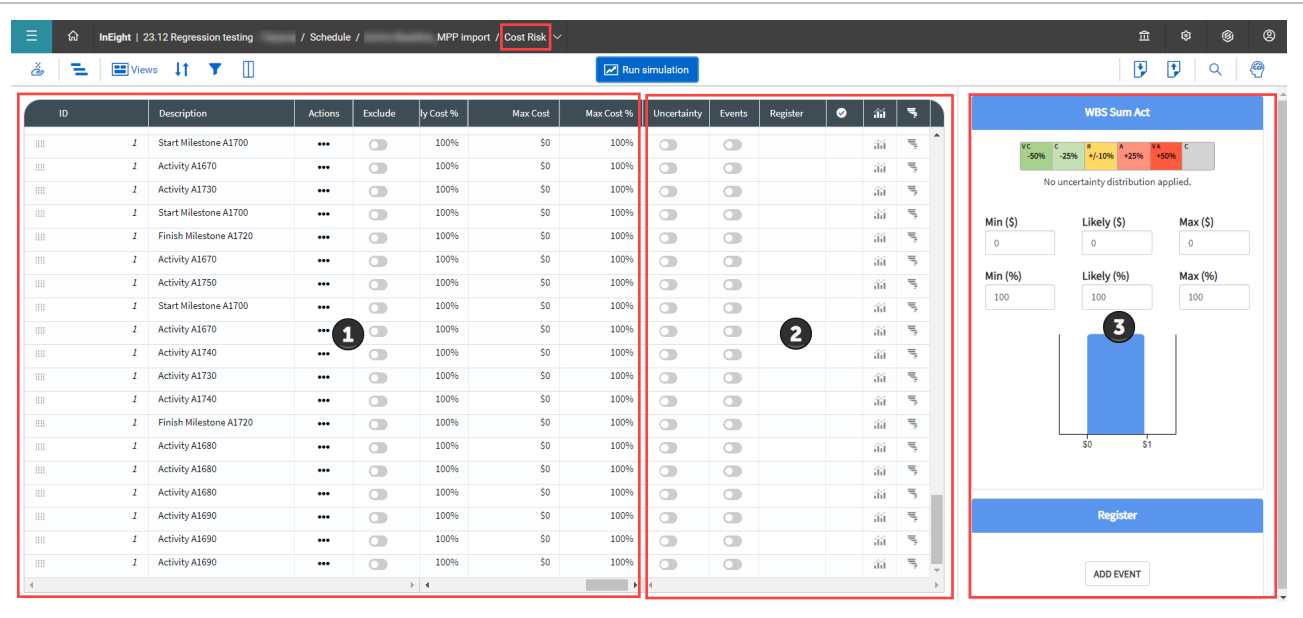 InEight | 23.12 Regression testing / Schedule / MPP import / Cost Risk
Views Run simulation
ID Description Actions Exclude ly Cost % Max Cost Max Cost % Uncertainty Events Register
1 Start Milestone A1700 ••• 100% $0 100%
1 Activity A1670 ••• 100% $0 100%
1 Activity A1730 ••• 100% $0 100%
1 Start Milestone A1700 ••• 100% $0 100%
1 Finish Milestone A1720 ••• 100% $0 100%
1 Activity A1670 ••• 100% $0 100%
1 Activity A1750 ••• 100% $0 100%
1 Start Milestone A1700 ••• 100% $0 100%
1 Activity A1670 ••• 100% $0 100%
1 Activity A1740 ••• 100% $0 100%
1 Activity A1730 ••• 100% $0 100%
1 Activity A1740 ••• 100% $0 100%
1 Finish Milestone A1720 ••• 100% $0 100%
1 Activity A1680 ••• 100% $0 100%
1 Activity A1680 ••• 100% $0 100%
1 Activity A1680 ••• 100% $0 100%
1 Activity A1690 ••• 100% $0 100%
1 Activity A1690 ••• 100% $0 100%
1 Activity A1690 ••• 100% $0 100%
1
2
WBS Sum Act
VC C R A VA C
-50% -25% +/-10% +25% +50%
No uncertainty distribution applied.
Min ($) Likely ($) Max ($)
0 0 0
Min (%) Likely (%) Max (%)
100 100 100
3
$0 $1
Register
ADD EVENT